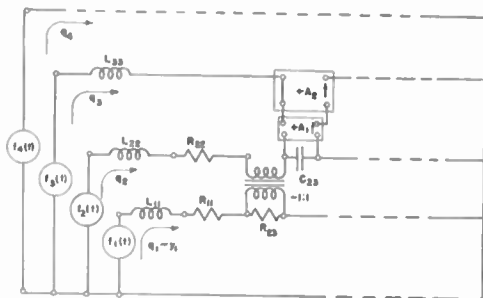 q₄
L₃₃
q₃
+A₂
+A₁
f₄(t)
L₂₂
R₂₂
f₃(t)
q₂
C₂₃
-1:1
f₂(t)
L₁₁
R₁₁
R₂₃
f₁(t)
q₁-y₁